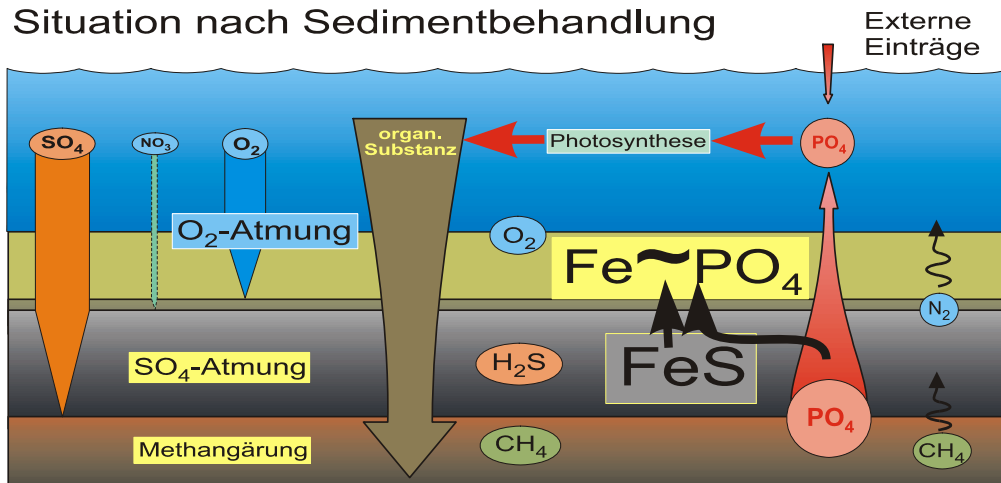 Situation nach Sedimentbehandlung
Externe
Einträge
SO₄
NO₃
O₂
organ.
Substanz
Photosynthese
PO₄
O₂-Atmung
O₂
Fe~PO₄
N₂
SO₄-Atmung
H₂S
FeS
PO₄
Methangärung
CH₄
CH₄